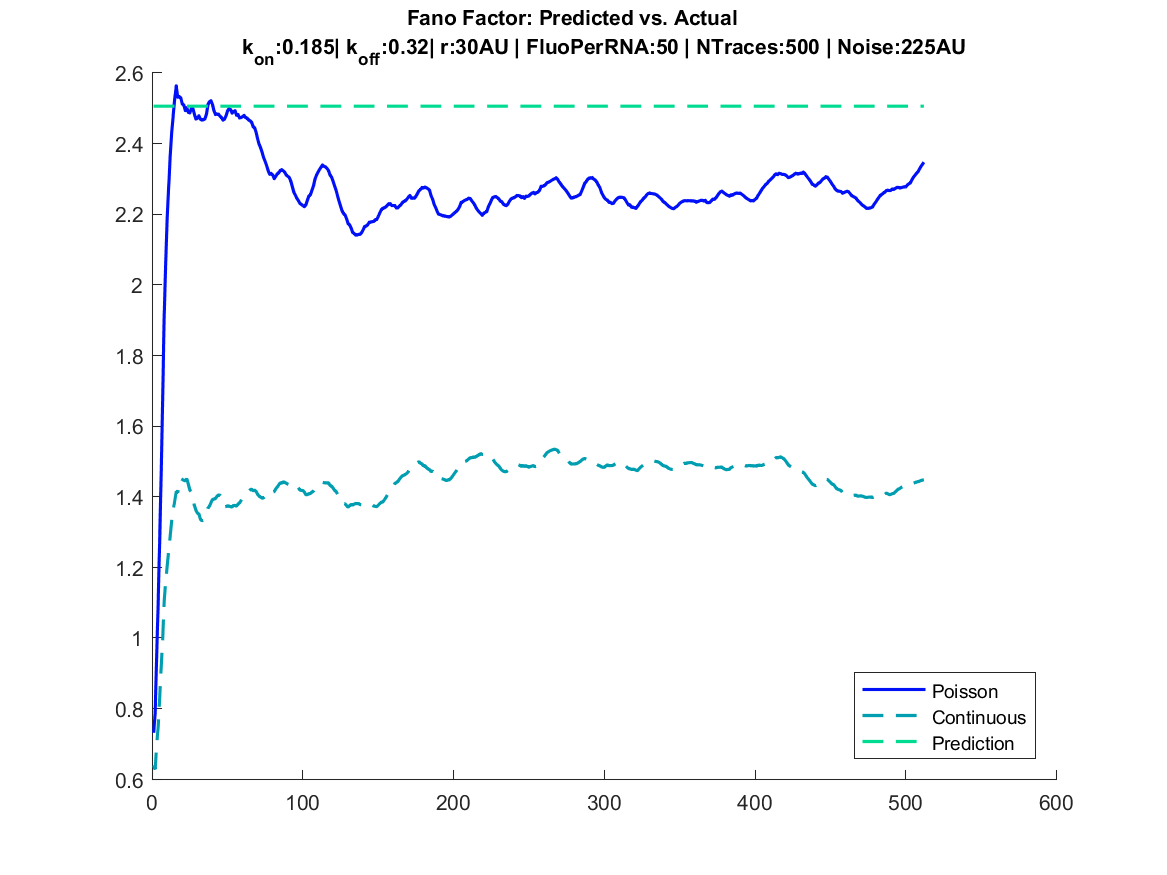 Fano Factor: Predicted vs. Actual
kon:0.185| koff:0.32| r:30AU | FluoPerRNA:50 | NTraces:500 | Noise:225AU
2.6
2.4
2.2
2
1.8
1.6
1.4
1.2
1
0.8
0.6
Poisson
Continuous
Prediction
0 100 200 300 400 500 600